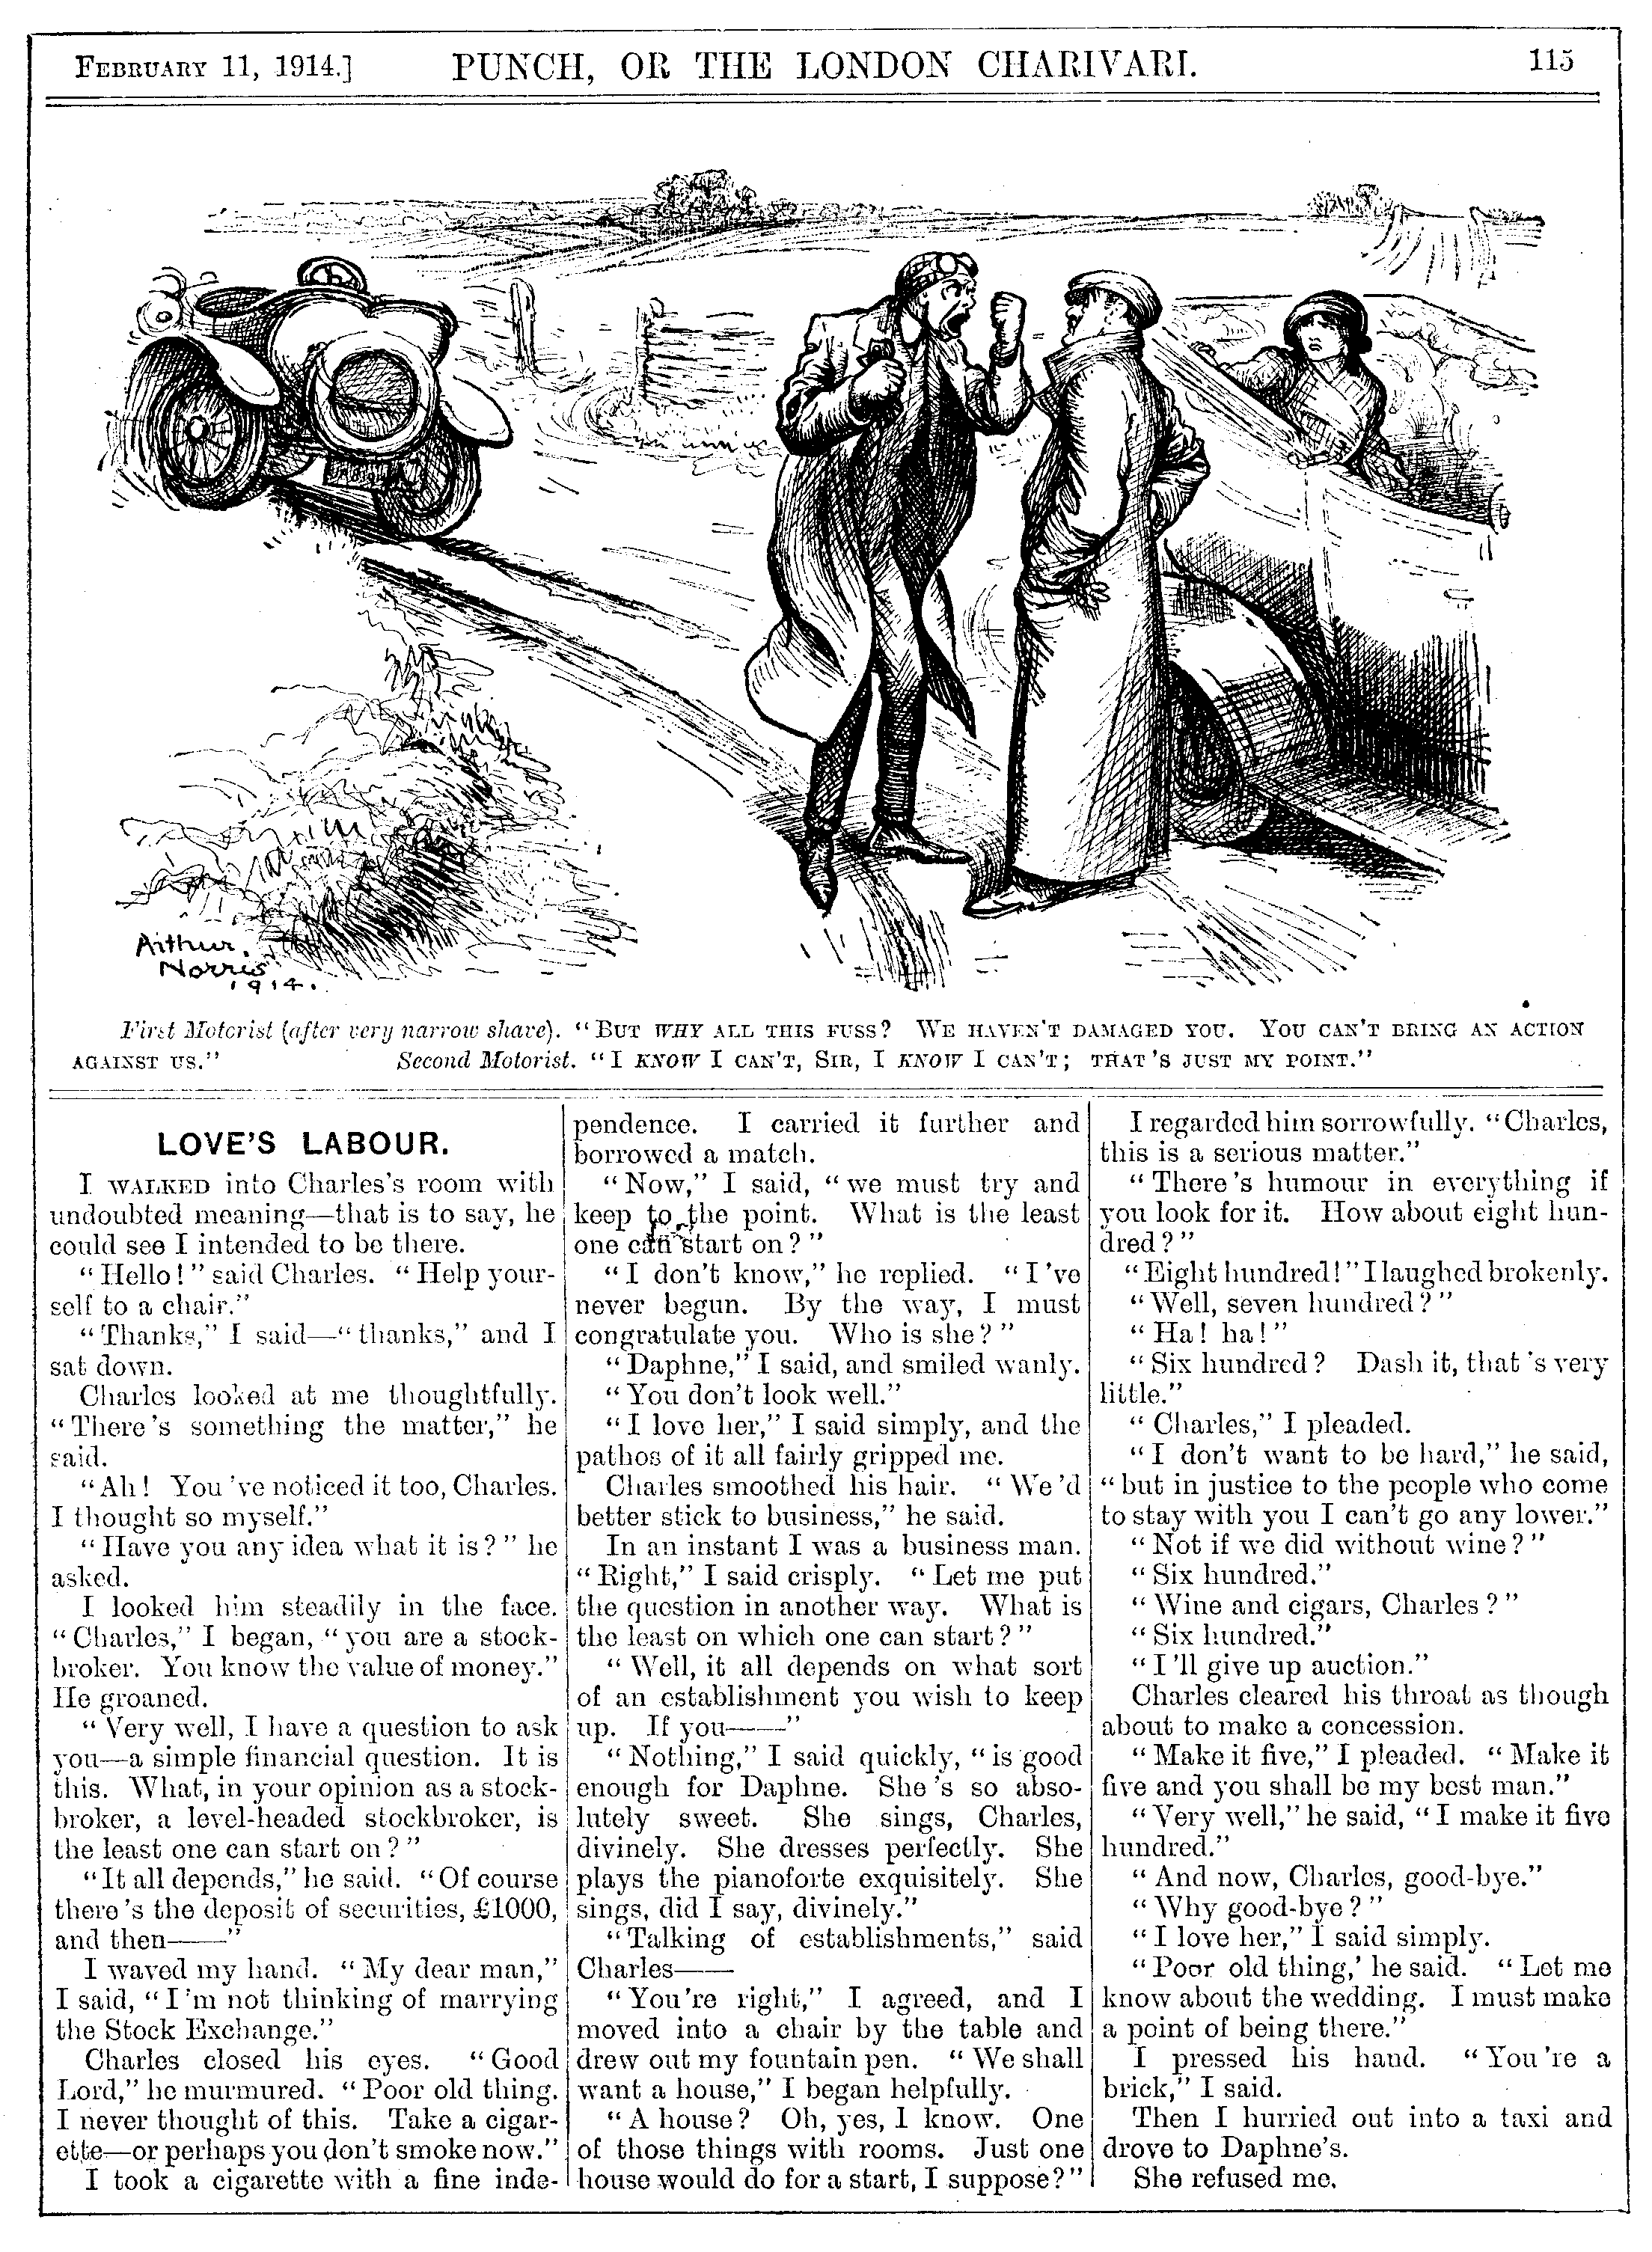 FEBRUARY 11, 1914.] PUNCH, OR THE LONDON CHARIVARI. 115
Arthur.
Norris
1914.
First Motorist (after very narrow shave). "BUT WHY ALL THIS FUSS? WE HAVEN'T DAMAGED YOU. YOU CAN'T BRING AN ACTION
AGAINST US." Second Motorist. "I KNOW I CAN'T, SIR, I KNOW I CAN'T; THAT'S JUST MY POINT."
LOVE'S LABOUR.
I WALKED into Charles's room with
undoubted meaning—that is to say, he
could see I intended to be there.
"Hello!" said Charles. "Help your-
self to a chair."
"Thanks," I said—"thanks," and I
sat down.
Charles looked at me thoughtfully.
"There's something the matter," he
said.
"Ah! You've noticed it too, Charles.
I thought so myself."
"Have you any idea what it is?" he
asked.
I looked him steadily in the face.
"Charles," I began, "you are a stock-
broker. You know the value of money."
He groaned.
"Very well, I have a question to ask
you—a simple financial question. It is
this. What, in your opinion as a stock-
broker, a level-headed stockbroker, is
the least one can start on?"
"It all depends," he said. "Of course
there's the deposit of securities, £1000,
and then——"
I waved my hand. "My dear man,"
I said, "I'm not thinking of marrying
the Stock Exchange."
Charles closed his eyes. "Good
Lord," he murmured. "Poor old thing.
I never thought of this. Take a cigar-
ette—or perhaps you don't smoke now."
I took a cigarette with a fine inde-
pendence. I carried it further and
borrowed a match.
"Now," I said, "we must try and
keep to the point. What is the least
one can start on?"
"I don't know," he replied. "I've
never begun. By the way, I must
congratulate you. Who is she?"
"Daphne," I said, and smiled wanly.
"You don't look well."
"I love her," I said simply, and the
pathos of it all fairly gripped me.
Charles smoothed his hair. "We'd
better stick to business," he said.
In an instant I was a business man.
"Right," I said crisply. "Let me put
the question in another way. What is
the least on which one can start?"
"Well, it all depends on what sort
of an establishment you wish to keep
up. If you——"
"Nothing," I said quickly, "is good
enough for Daphne. She's so abso-
lutely sweet. She sings, Charles,
divinely. She dresses perfectly. She
plays the pianoforte exquisitely. She
sings, did I say, divinely."
"Talking of establishments," said
Charles——
"You're right," I agreed, and I
moved into a chair by the table and
drew out my fountain pen. "We shall
want a house," I began helpfully.
"A house? Oh, yes, I know. One
of those things with rooms. Just one
house would do for a start, I suppose?"
I regarded him sorrowfully. "Charles,
this is a serious matter."
"There's humour in everything if
you look for it. How about eight hun-
dred?"
"Eight hundred!" I laughed brokenly.
"Well, seven hundred?"
"Ha! ha!"
"Six hundred? Dash it, that's very
little."
"Charles," I pleaded.
"I don't want to be hard," he said,
"but in justice to the people who come
to stay with you I can't go any lower."
"Not if we did without wine?"
"Six hundred."
"Wine and cigars, Charles?"
"Six hundred."
"I'll give up auction."
Charles cleared his throat as though
about to make a concession.
"Make it five," I pleaded. "Make it
five and you shall be my best man."
"Very well," he said, "I make it five
hundred."
"And now, Charles, good-bye."
"Why good-bye?"
"I love her," I said simply.
"Poor old thing,' he said. "Let me
know about the wedding. I must make
a point of being there."
I pressed his hand. "You're a
brick," I said.
Then I hurried out into a taxi and
drove to Daphne's.
She refused me.